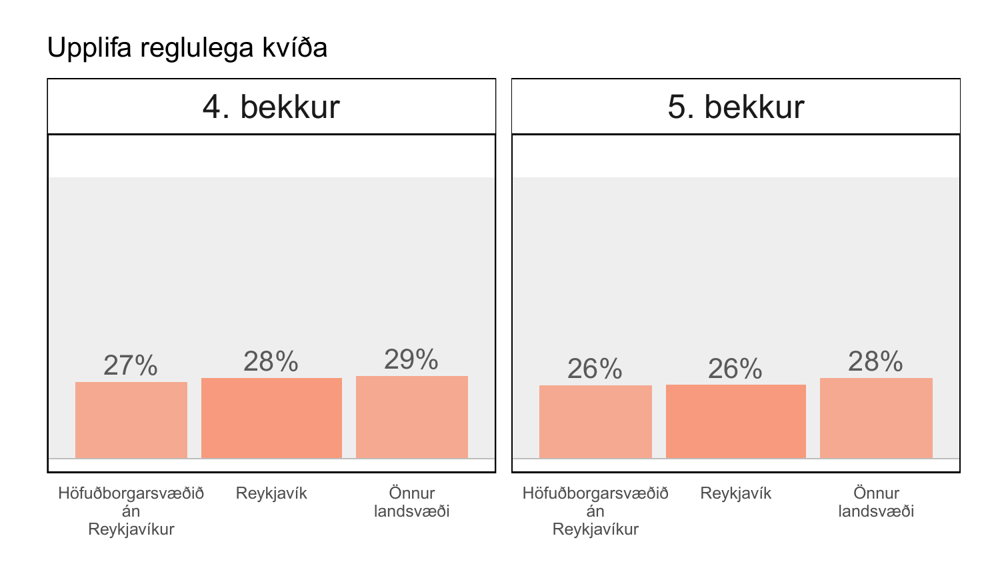 Upplifa reglulega kvíða
4. bekkur
27%
28%
29%
Höfuðborgarsvæðið
án
Reykjavíkur
Reykjavík
Önnur
landsvæði
5. bekkur
26%
26%
28%
Höfuðborgarsvæðið
án
Reykjavíkur
Reykjavík
Önnur
landsvæði